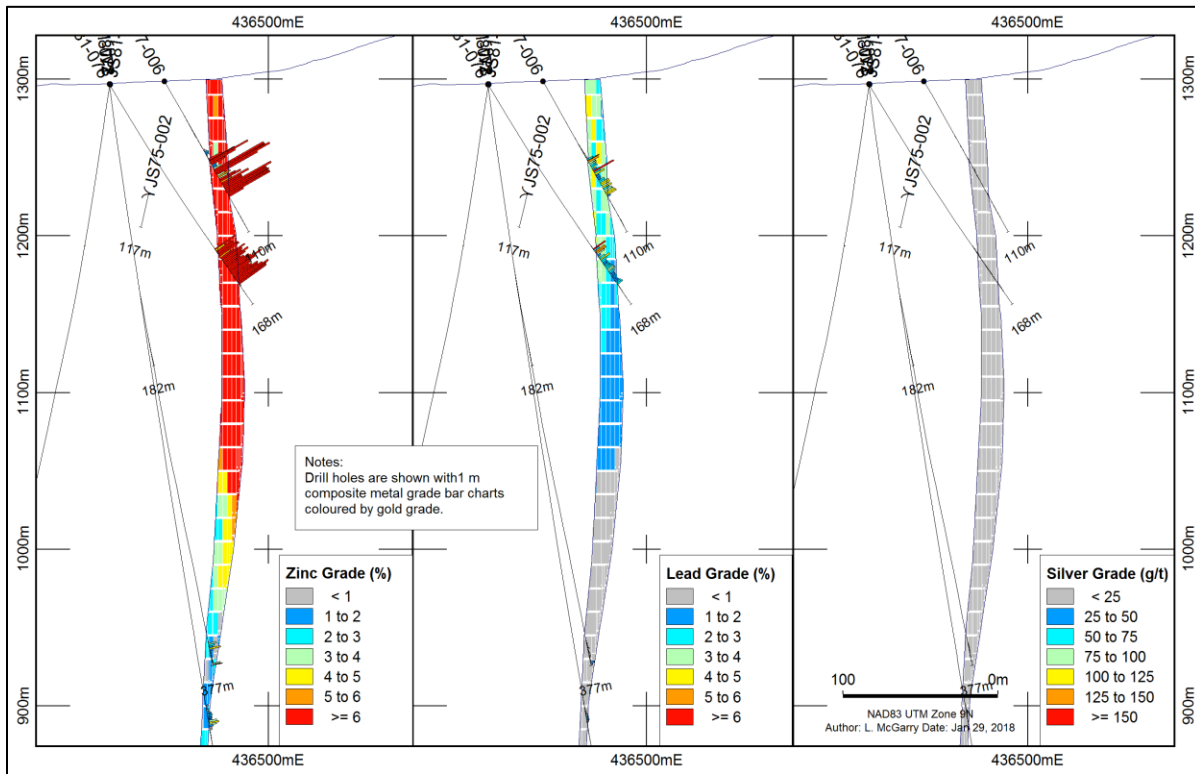 436500mE 436500mE 436500mE
1300m
1200m
1100m
1000m
900m
1300m
1200m
1100m
1000m
900m
7-006
JS75-002
117m
110m
168m
182m
377m
7-006
JS75-002
117m
110m
168m
182m
377m
7-006
JS75-002
117m
110m
168m
182m
377m
Notes:
Drill holes are shown with1 m
composite metal grade bar charts
coloured by gold grade.
Zinc Grade (%)
< 1
1 to 2
2 to 3
3 to 4
4 to 5
5 to 6
>= 6
Lead Grade (%)
< 1
1 to 2
2 to 3
3 to 4
4 to 5
5 to 6
>= 6
Silver Grade (g/t)
< 25
25 to 50
50 to 75
75 to 100
100 to 125
125 to 150
>= 150
100 0m
NAD83 UTM Zone 9N
Author: L. McGarry Date: Jan 29, 2018
436500mE 436500mE 436500mE